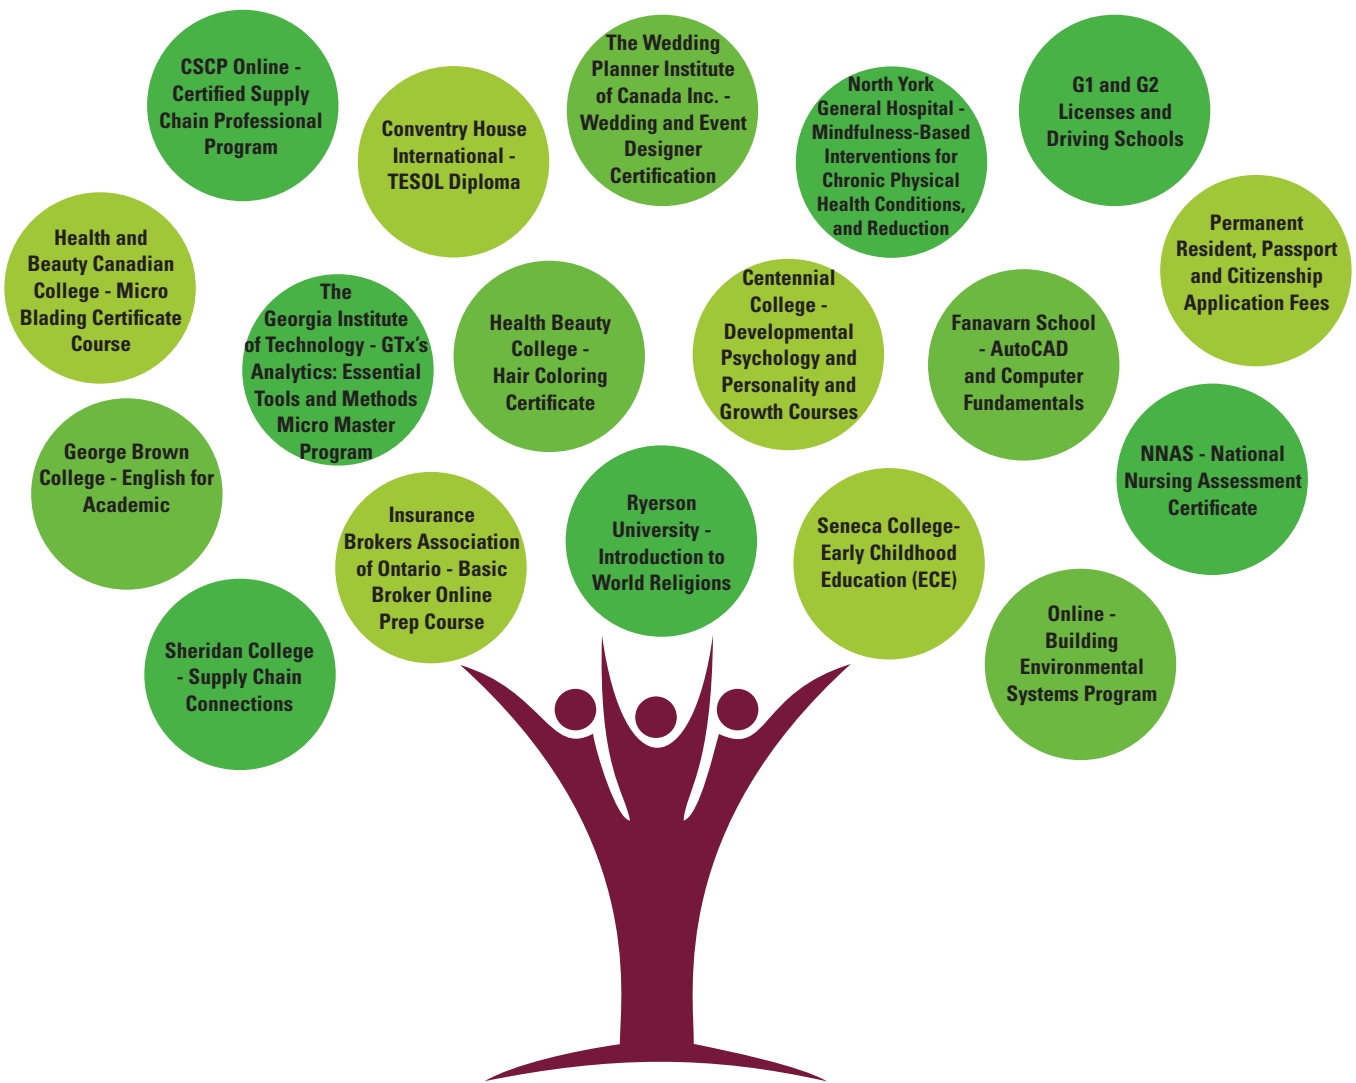 CSCP Online -
Certified Supply
Chain Professional
Program
Conventry House
International -
TESOL Diploma
The Wedding
Planner Institute
of Canada Inc. -
Wedding and Event
Designer
Certification
North York
General Hospital -
Mindfulness-Based
Interventions for
Chronic Physical
Health Conditions,
and Reduction
G1 and G2
Licenses and
Driving Schools
Health and
Beauty Canadian
College - Micro
Blading Certificate
Course
The
Georgia Institute
of Technology - GTx's
Analytics: Essential
Tools and Methods
Micro Master
Program
Health Beauty
College -
Hair Coloring
Certificate
Centennial
College -
Developmental
Psychology and
Personality and
Growth Courses
Fanavarn School
- AutoCAD
and Computer
Fundamentals
Permanent
Resident, Passport
and Citizenship
Application Fees
George Brown
College - English for
Academic
Insurance
Brokers Association
of Ontario - Basic
Broker Online
Prep Course
Ryerson
University -
Introduction to
World Religions
Seneca College-
Early Childhood
Education (ECE)
NNAS - National
Nursing Assessment
Certificate
Sheridan College
- Supply Chain
Connections
Online -
Building
Environmental
Systems Program